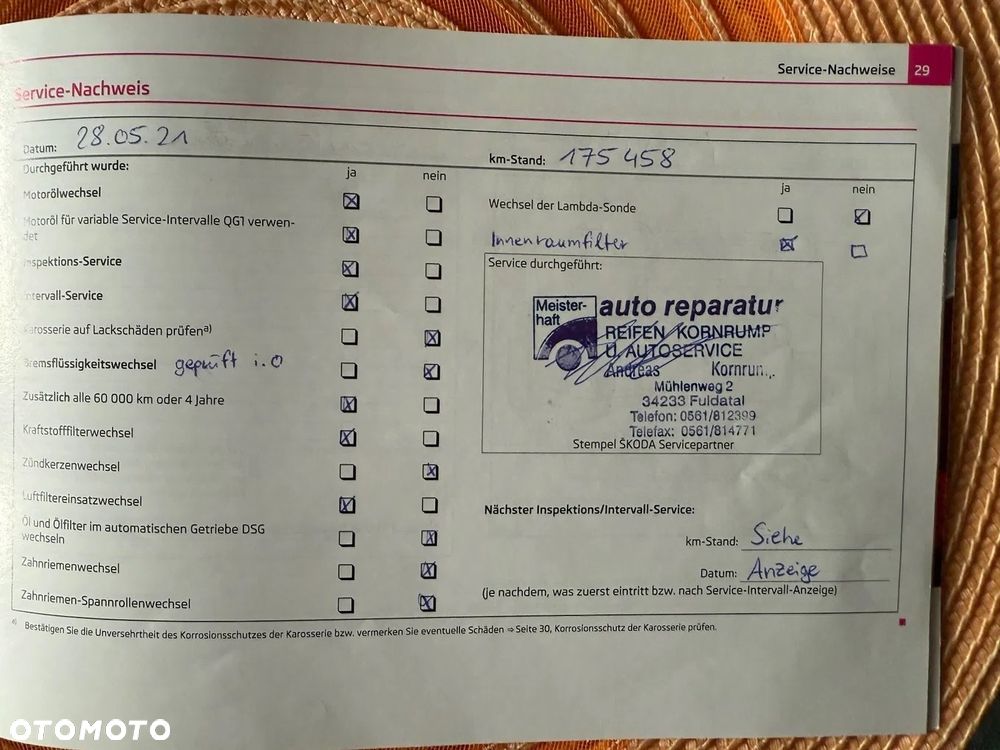 Service-Nachweise 29
Service-Nachweis
Datum: 28.05.21
km-Stand: 175 458
Durchgeführt wurde:
ja nein
Motorölwechsel
Motoröl für variable Service-Intervalle QG1 verwen-
det
Inspektions-Service
Intervall-Service
Karosserie auf Lackschäden prüfen a)
Bremsflüssigkeitswechsel geprüft i.O
Zusätzlich alle 60 000 km oder 4 Jahre
Kraftstofffilterwechsel
Zündkerzenwechsel
Luftfiltereinsatzwechsel
Öl und Ölfilter im automatischen Getriebe DSG
wechseln
Zahnriemenwechsel
Zahnriemen-Spannrollenwechsel
ja nein
Wechsel der Lambda-Sonde
Innenraumfilter
Service durchgeführt:
Meister-
haft
auto reparatur
REIFEN KORNRUMP
U. AUTOSERVICE
Andreas
Mühlenweg 2
34233 Fuldatal
Telefon: 0561/812399
Telefax: 0561/814771
Stempel ŠKODA Servicepartner
Nächster Inspektions/Intervall-Service:
km-Stand: Siehe
Datum: Anzeige
(je nachdem, was zuerst eintritt bzw. nach Service-Intervall-Anzeige)
a) Bestätigen Sie die Unversehrtheit des Korrosionsschutzes der Karosserie bzw. vermerken Sie eventuelle Schäden ⇒ Seite 30, Korrosionsschutz der Karosserie prüfen.
OTOMOTO